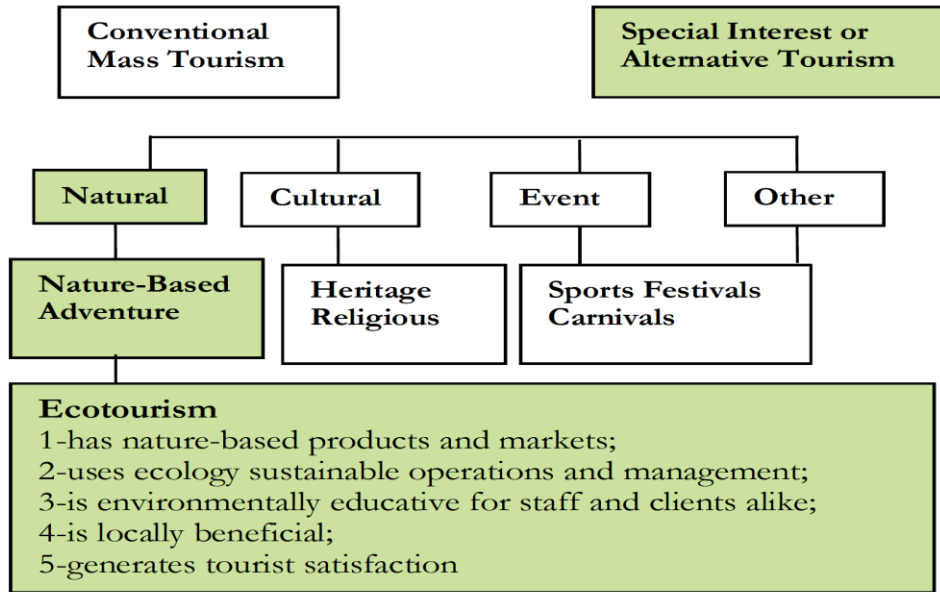 Conventional
Mass Tourism
Special Interest or
Alternative Tourism
Natural
Cultural
Event
Other
Nature-Based
Adventure
Heritage
Religious
Sports Festivals
Carnivals
Ecotourism
1-has nature-based products and markets;
2-uses ecology sustainable operations and management;
3-is environmentally educative for staff and clients alike;
4-is locally beneficial;
5-generates tourist satisfaction